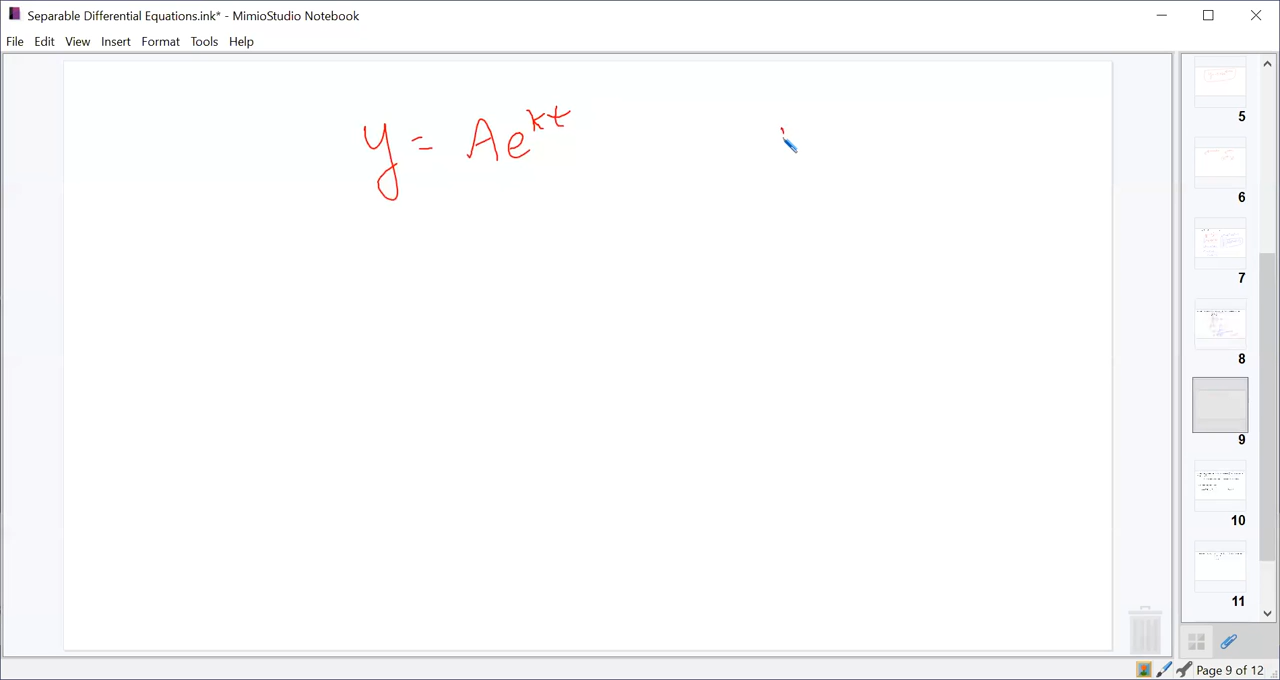 Separable Differential Equations.ink* - MimioStudio Notebook
File Edit View Insert Format Tools Help
y = Ae^{kt}
5
6
7
8
9
10
11
Page 9 of 12